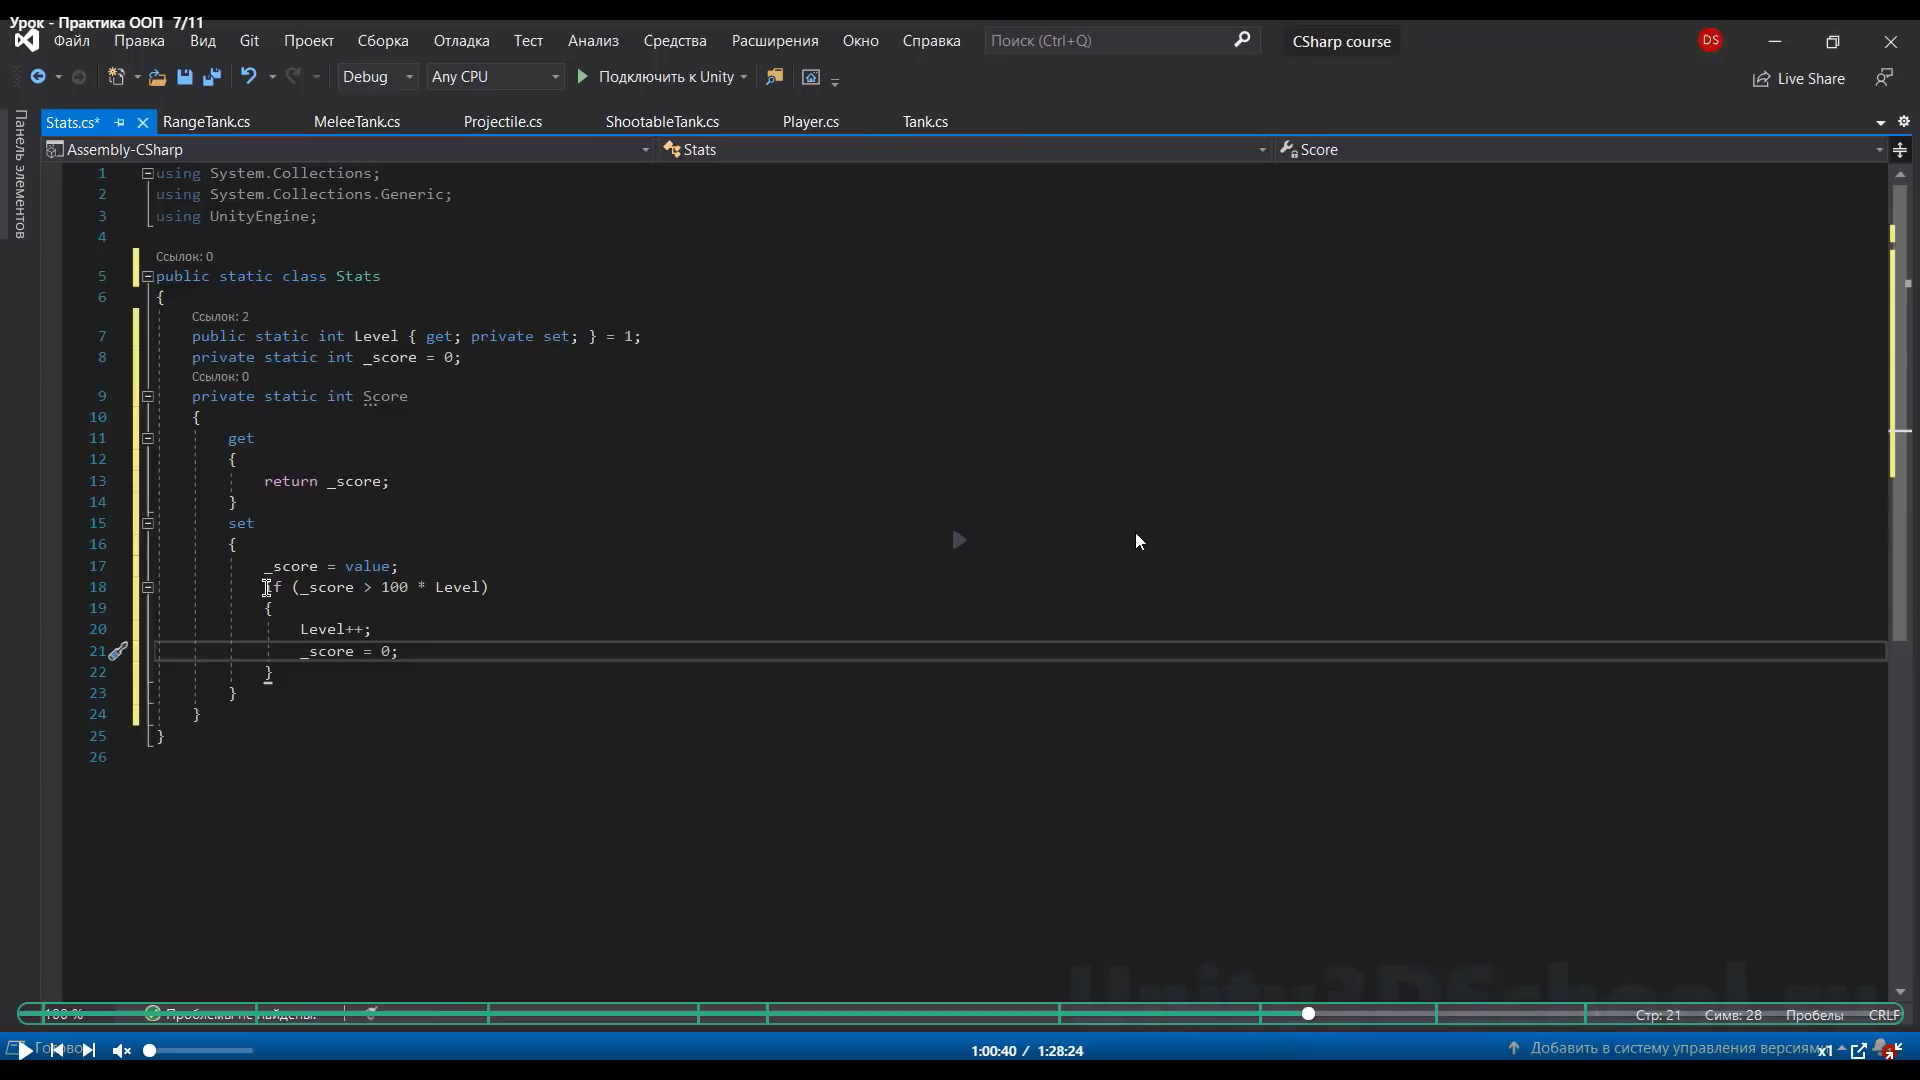 Урок - Практика ООП 7/11
Файл Правка Вид Git Проект Сборка Отладка Тест Анализ Средства Расширения Окно Справка Поиск (Ctrl+Q) CSharp course DS
Debug Any CPU Подключить к Unity Live Share
Панель элементов
Stats.cs* RangeTank.cs MeleeTank.cs Projectile.cs ShootableTank.cs Player.cs Tank.cs
Assembly-CSharp Stats Score
1 using System.Collections;
2 using System.Collections.Generic;
3 using UnityEngine;
4
Ссылок: 0
5 public static class Stats
6 {
Ссылок: 2
7 public static int Level { get; private set; } = 1;
8 private static int _score = 0;
Ссылок: 0
9 private static int Score
10 {
11 get
12 {
13 return _score;
14 }
15 set
16 {
17 _score = value;
18 if (_score > 100 * Level)
19 {
20 Level++;
21 _score = 0;
22 }
23 }
24 }
25 }
26
100 % Проблемы не найдены. Стр: 21 Симв: 28 Пробелы CRLF
Готово 1:00:40 / 1:28:24 Добавить в систему управления версиями x1